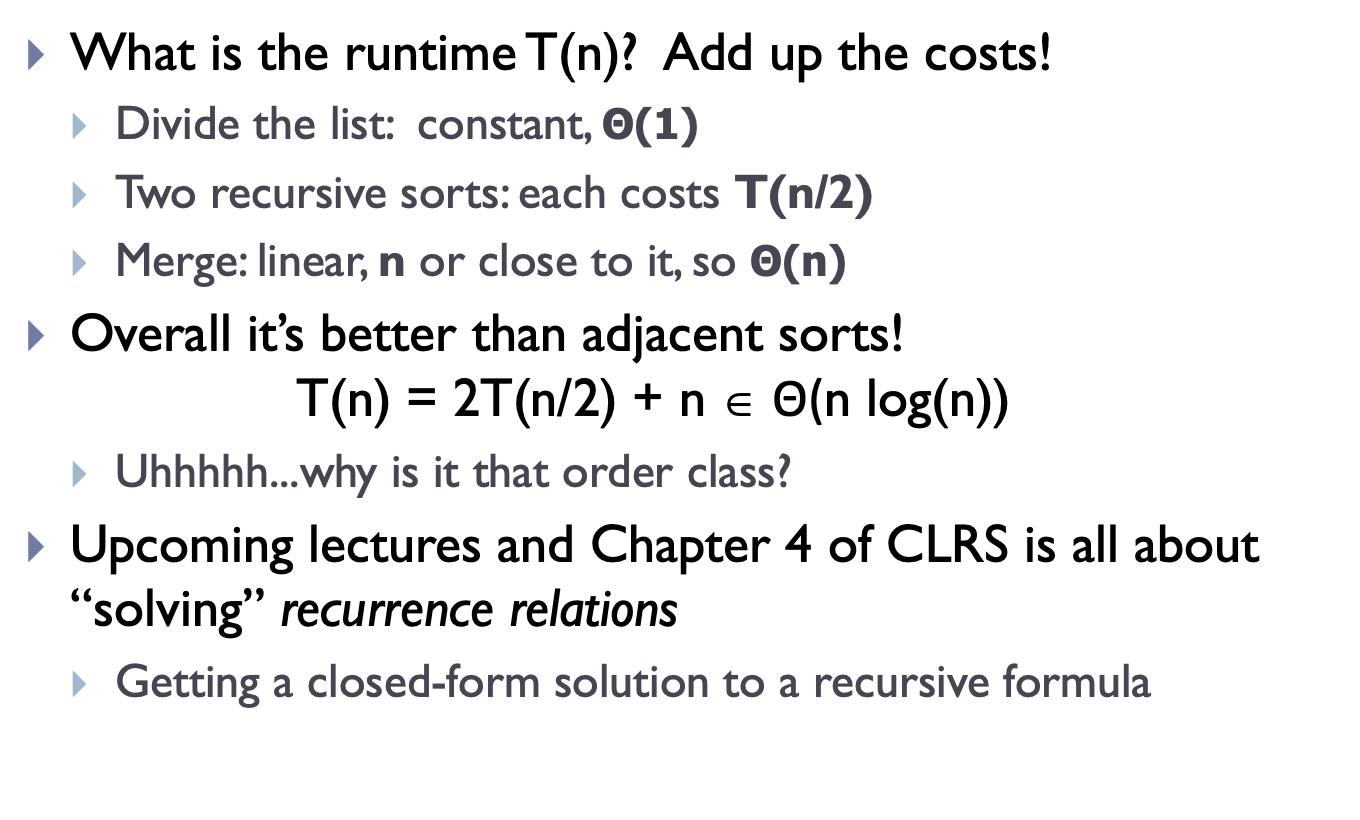 What is the runtime T(n)? Add up the costs!
Divide the list: constant, Θ(1)
Two recursive sorts: each costs T(n/2)
Merge: linear, n or close to it, so Θ(n)
Overall it’s better than adjacent sorts!
T(n) = 2T(n/2) + n ∈ Θ(n log(n))
Uhhhhh...why is it that order class?
Upcoming lectures and Chapter 4 of CLRS is all about
“solving” recurrence relations
Getting a closed-form solution to a recursive formula